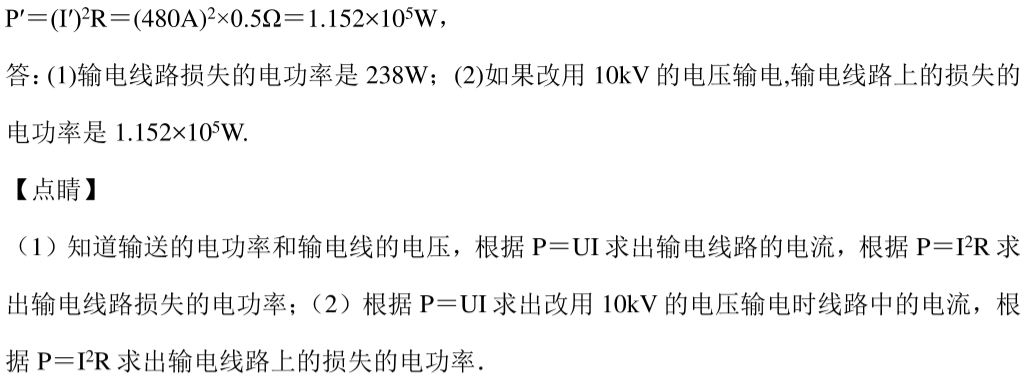 P′＝(I′)²R＝(480A)²×0.5Ω＝1.152×10⁵W，
答：(1)输电线路损失的电功率是 238W；(2)如果改用 10kV 的电压输电,输电线路上的损失的
电功率是 1.152×10⁵W.
【点睛】
（1）知道输送的电功率和输电线的电压，根据 P＝UI 求出输电线路的电流，根据 P＝I²R 求
出输电线路损失的电功率；（2）根据 P＝UI 求出改用 10kV 的电压输电时线路中的电流，根
据 P＝I²R 求出输电线路上的损失的电功率．